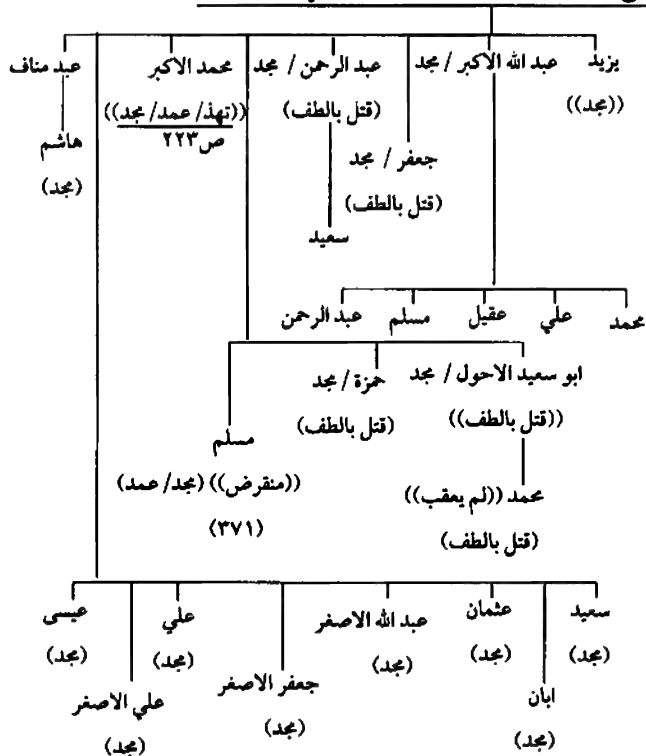 يزيد عبد الله الاكبر / مجد عبد الرحمن / مجد محمد الاكبر عبد مناف
((مجد)) (قتل بالطف) ((تهذ/ عمد/ مجد))
ص٢٢٣ هاشم
جعفر / مجد (مجد)
(قتل بالطف)
سعيد
محمد علي عقيل مسلم عبد الرحمن
ابو سعيد الاحول / مجد حمزة / مجد
((قتل بالطف)) (قتل بالطف)
مسلم
محمد ((لم يعقب)) ((منقرض)) (مجد/ عمد)
(قتل بالطف) (٣٧١)
سعيد عثمان عبد الله الاصغر علي عيسى
(مجد) (مجد) (مجد) (مجد) (مجد)
ابان جعفر الاصغر علي الاصغر
(مجد) (مجد) (مجد)